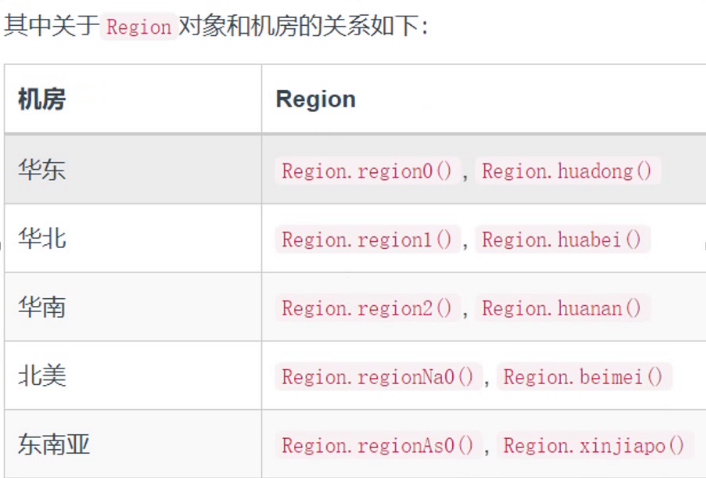 其中关于 Region 对象和机房的关系如下：
机房 Region
华东 Region.region0(), Region.huadong()
华北 Region.region1(), Region.huabei()
华南 Region.region2(), Region.huanan()
北美 Region.regionNa0(), Region.beimei()
东南亚 Region.regionAs0(), Region.xinjiapo()